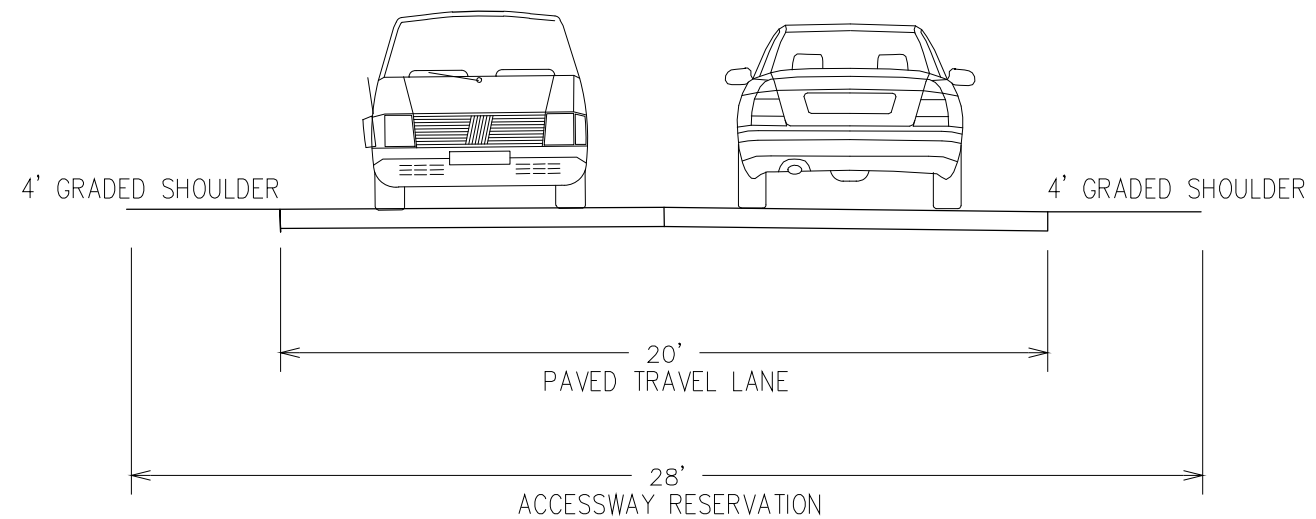 4' GRADED SHOULDER
4' GRADED SHOULDER
20'
PAVED TRAVEL LANE
28'
ACCESSWAY RESERVATION